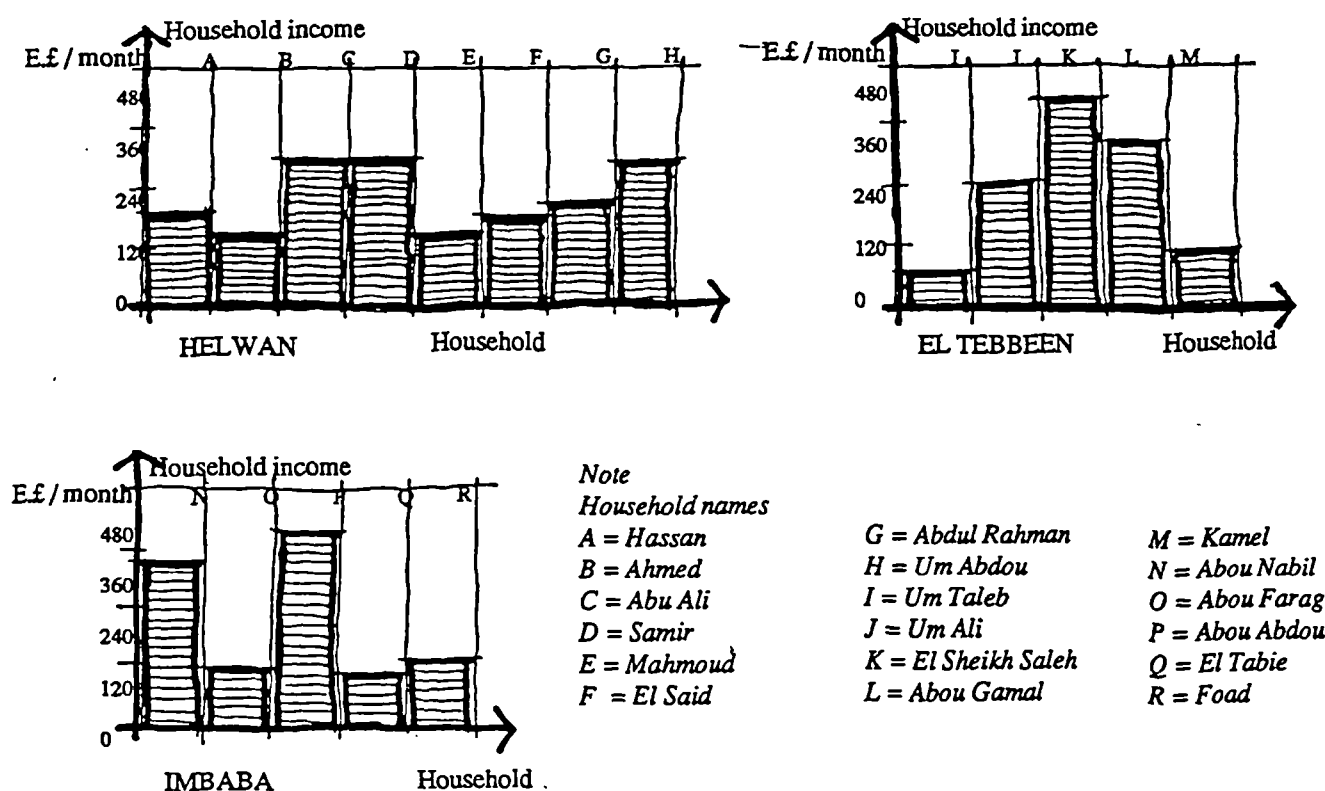 Household income
E.£ / month A B C D E F G H
480
360
240
120
0
HELWAN Household
Household income
E.£ / month I J K L M
480
360
240
120
0
EL TEBBEEN Household
Household income
E.£ / month N O P Q R
480
360
240
120
0
IMBABA Household
Note
Household names
A = Hassan
B = Ahmed
C = Abu Ali
D = Samir
E = Mahmoud
F = El Said
G = Abdul Rahman
H = Um Abdou
I = Um Taleb
J = Um Ali
K = El Sheikh Saleh
L = Abou Gamal
M = Kamel
N = Abou Nabil
O = Abou Farag
P = Abou Abdou
Q = El Tabie
R = Foad